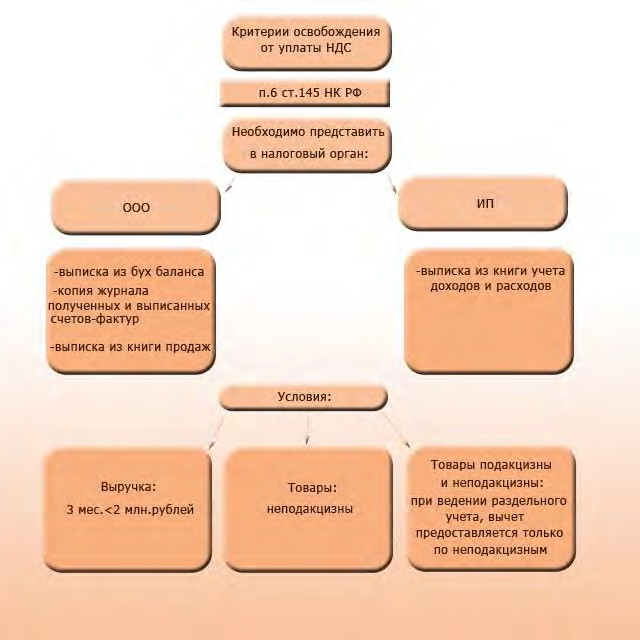 Критерии освобождения
от уплаты НДС
п.6 ст.145 НК РФ
Необходимо представить
в налоговый орган:
ООО
ИП
-выписка из бух баланса
-копия журнала
полученных и выписанных
счетов-фактур
-выписка из книги продаж
-выписка из книги учета
доходов и расходов
Условия:
Выручка:
3 мес.<2 млн.рублей
Товары:
неподакцизны
Товары подакцизны
и неподакцизны:
при ведении раздельного
учета, вычет
предоставляется только
по неподакцизным